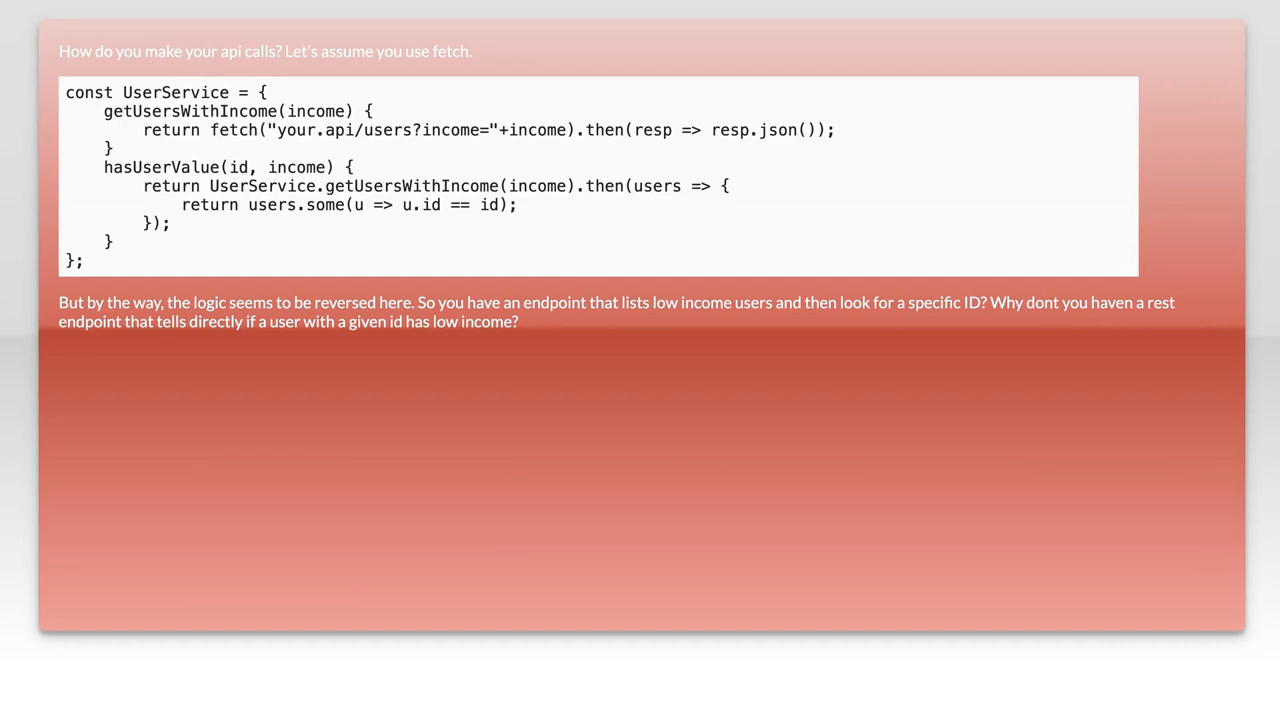 How do you make your api calls? Let's assume you use fetch.
const UserService = {
    getUsersWithIncome(income) {
        return fetch("your.api/users?income="+income).then(resp => resp.json());
    }
    hasUserValue(id, income) {
        return UserService.getUsersWithIncome(income).then(users => {
            return users.some(u => u.id == id);
        });
    }
};
But by the way, the logic seems to be reversed here. So you have an endpoint that lists low income users and then look for a specific ID? Why dont you haven a rest
endpoint that tells directly if a user with a given id has low income?